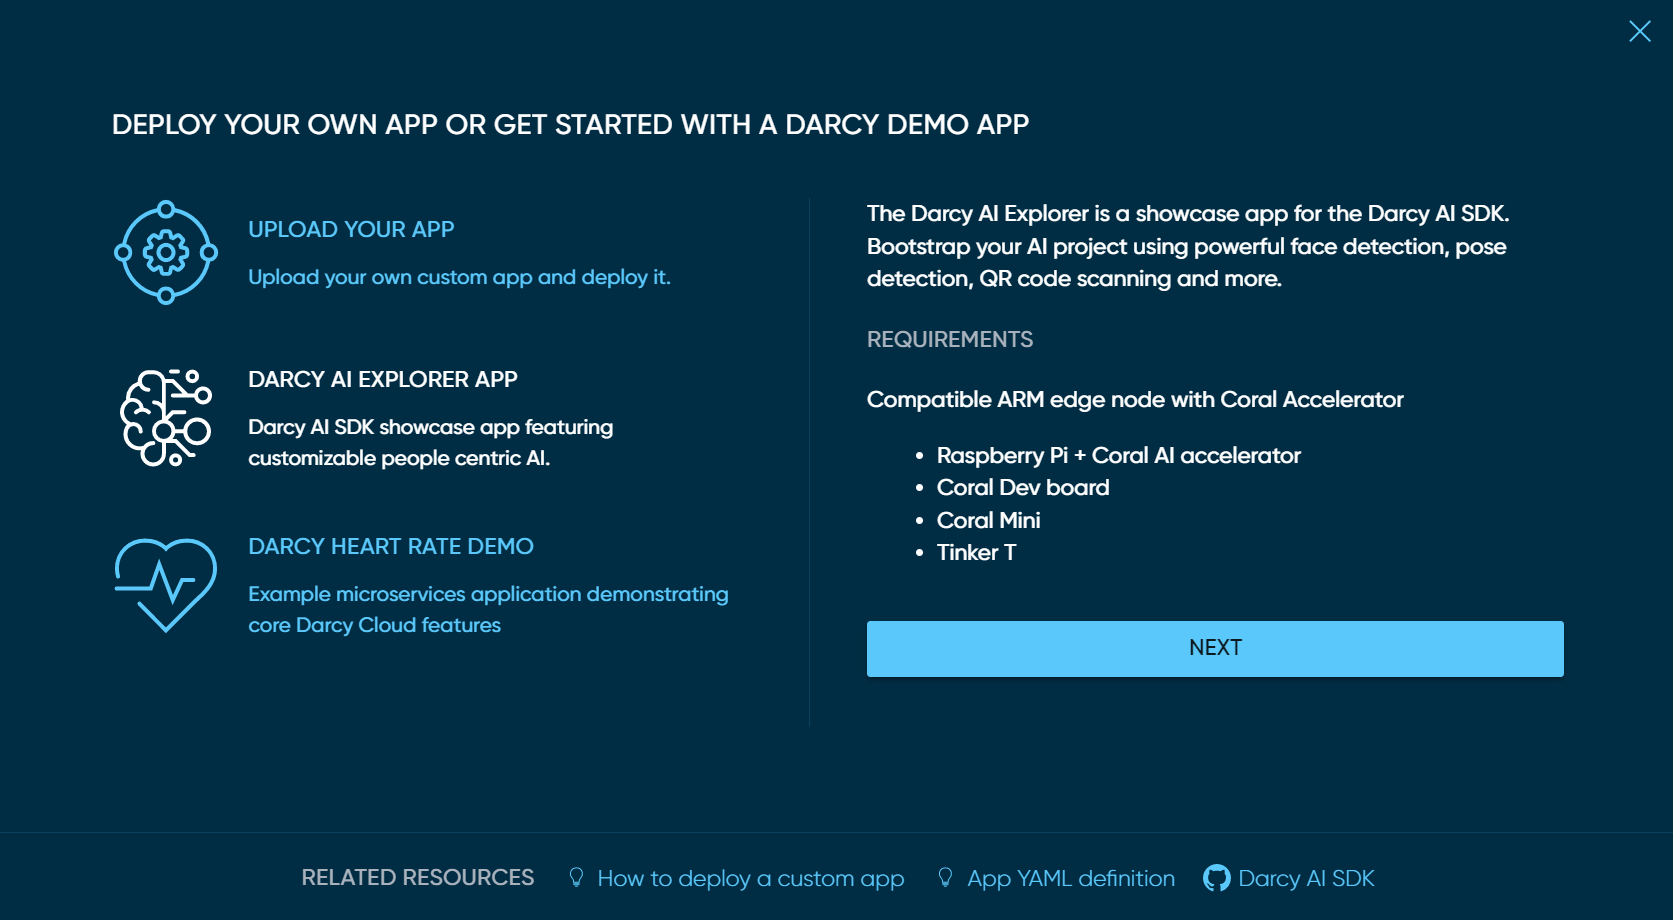 DEPLOY YOUR OWN APP OR GET STARTED WITH A DARCY DEMO APP
UPLOAD YOUR APP
Upload your own custom app and deploy it.
DARCY AI EXPLORER APP
Darcy AI SDK showcase app featuring
customizable people centric AI.
DARCY HEART RATE DEMO
Example microservices application demonstrating
core Darcy Cloud features
The Darcy AI Explorer is a showcase app for the Darcy AI SDK.
Bootstrap your AI project using powerful face detection, pose
detection, QR code scanning and more.
REQUIREMENTS
Compatible ARM edge node with Coral Accelerator
• Raspberry Pi + Coral AI accelerator
• Coral Dev board
• Coral Mini
• Tinker T
NEXT
RELATED RESOURCES How to deploy a custom app App YAML definition Darcy AI SDK